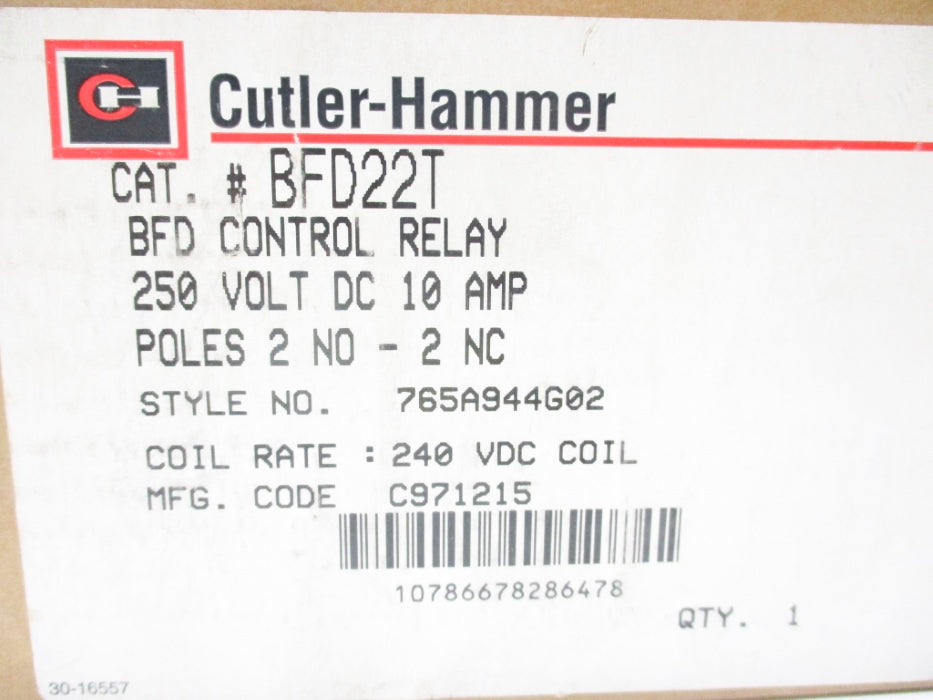 CH Cutler-Hammer
CAT. # BFD22T
BFD CONTROL RELAY
250 VOLT DC 10 AMP
POLES 2 NO - 2 NC
STYLE NO. 765A944G02
COIL RATE : 240 VDC COIL
MFG. CODE C971215
10786678286478
QTY. 1
30-16557